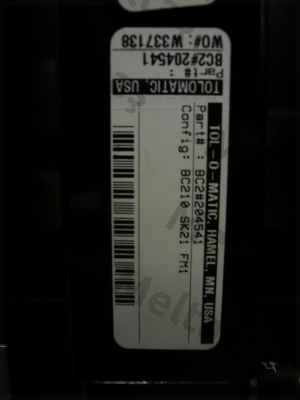 TOLOMATIC, USA
Part# :
BC2#204541
WO#: W337138
TOL-O-MATIC, HAMEL, MN, USA
Part# : BC2#204541
Config: BC210 SK21 FM1